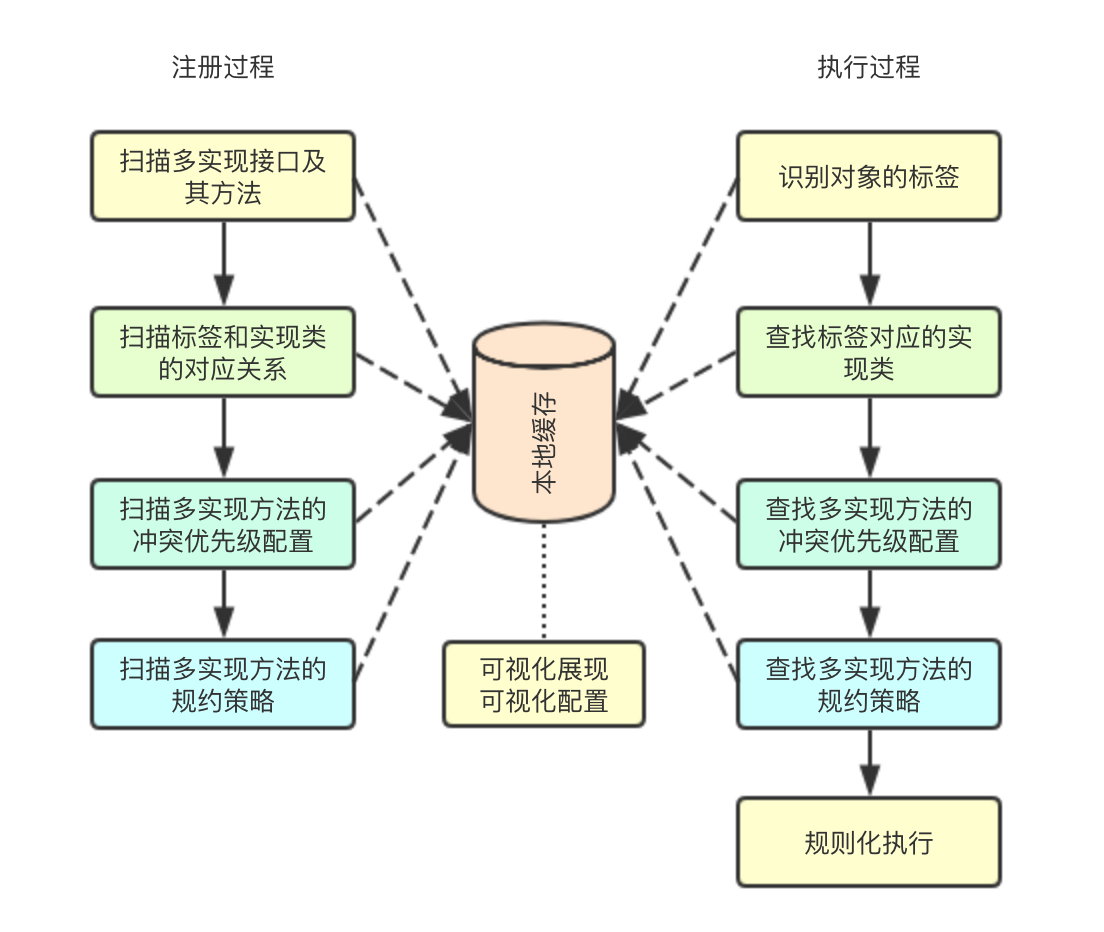 注册过程
执行过程
扫描多实现接口及
其方法
识别对象的标签
扫描标签和实现类
的对应关系
查找标签对应的实
现类
本地缓存
扫描多实现方法的
冲突优先级配置
查找多实现方法的
冲突优先级配置
扫描多实现方法的
规约策略
可视化展现
可视化配置
查找多实现方法的
规约策略
规则化执行